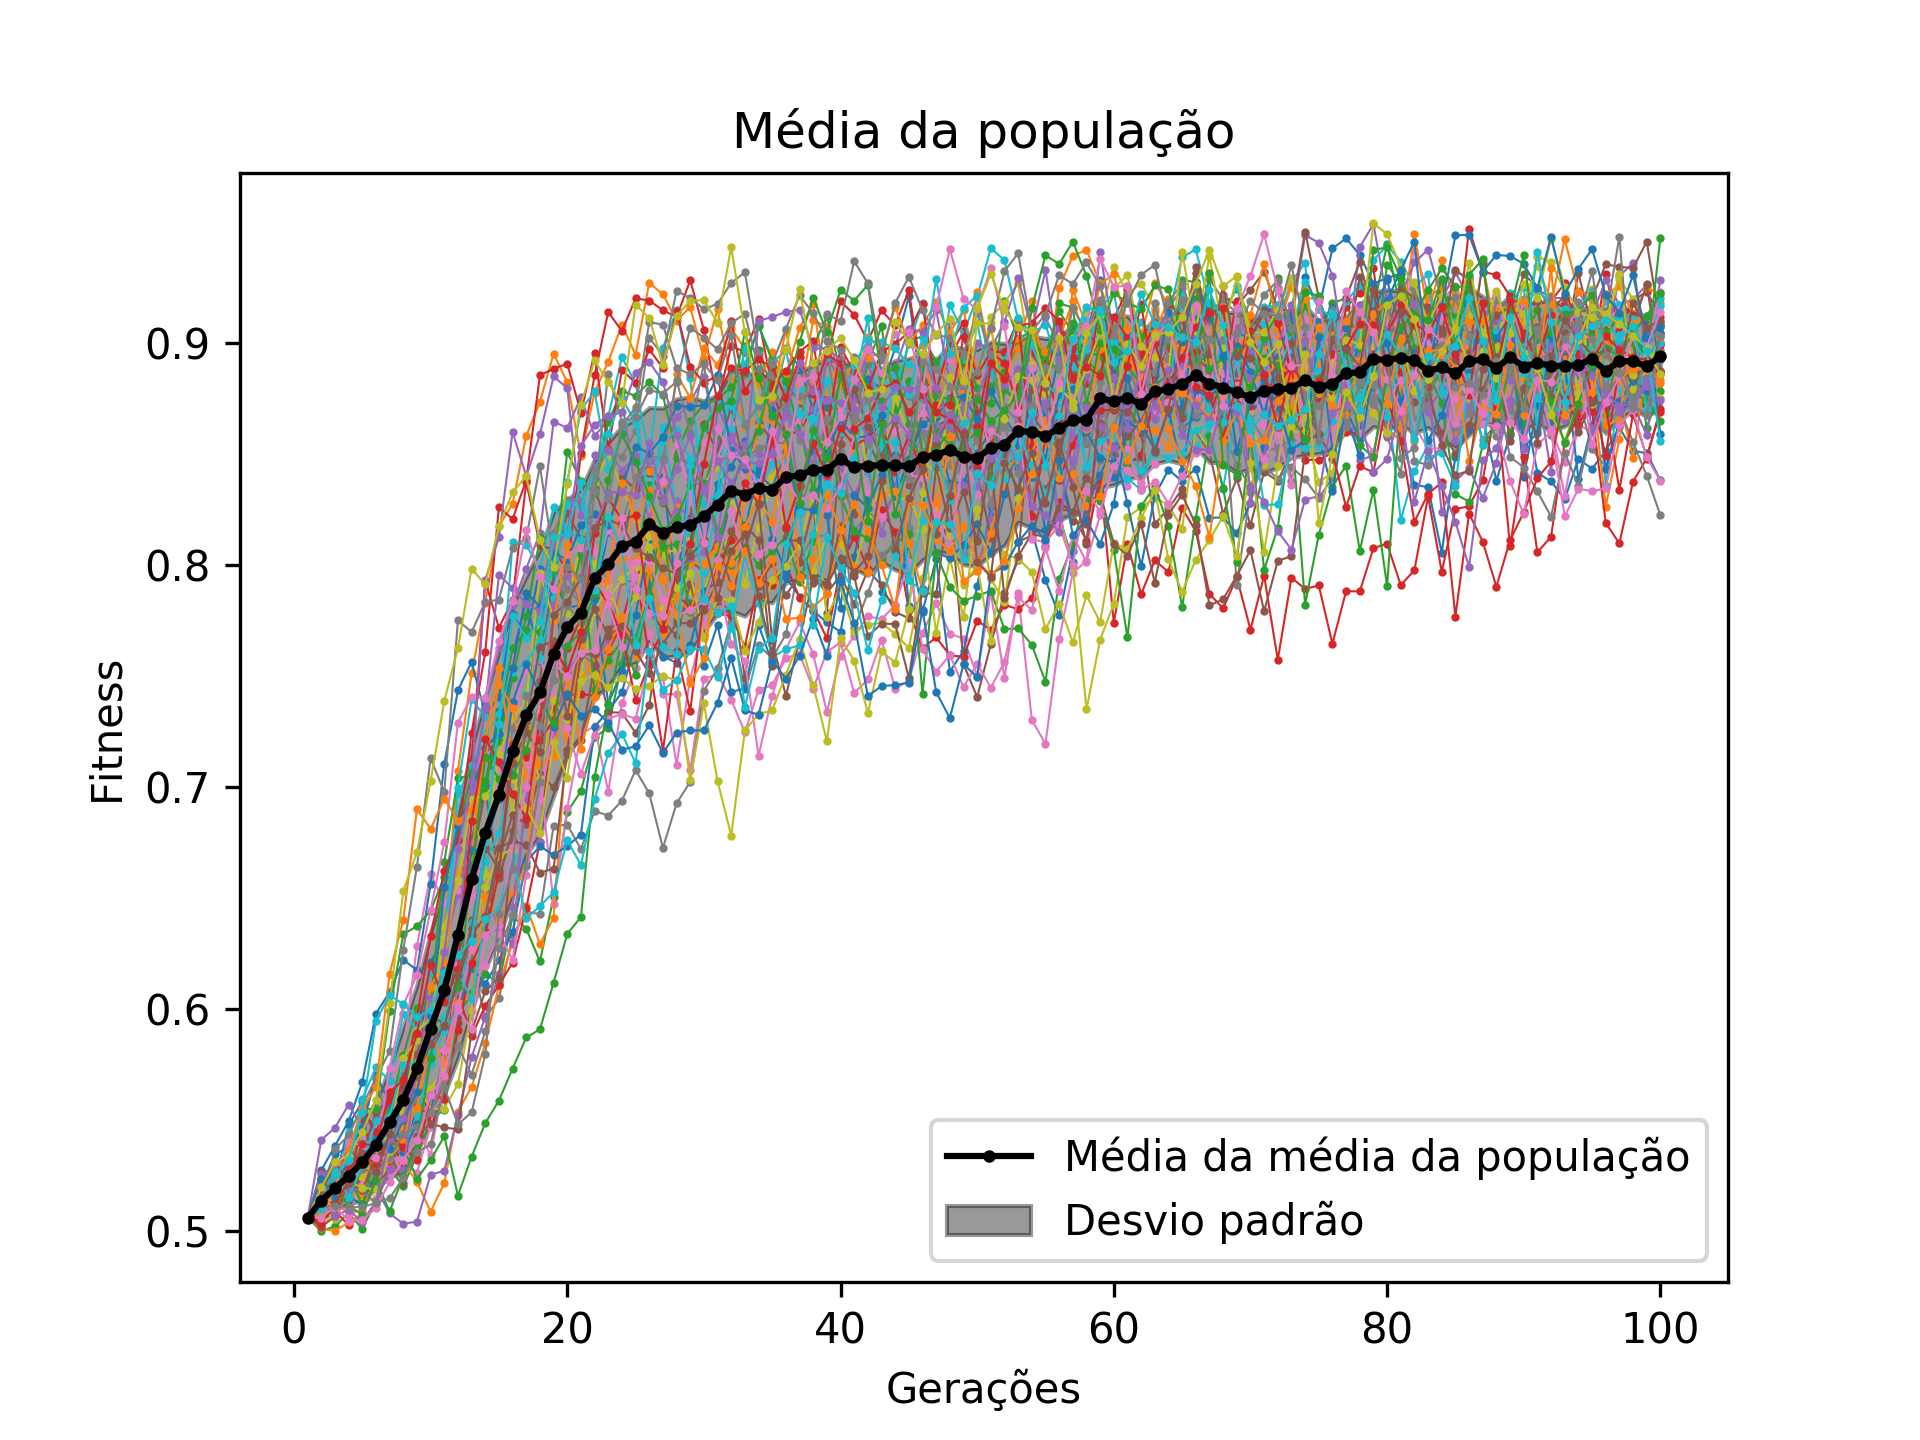 Média da população
Fitness
0.9
0.8
0.7
0.6
0.5
Média da média da população
Desvio padrão
0 20 40 60 80 100
Gerações